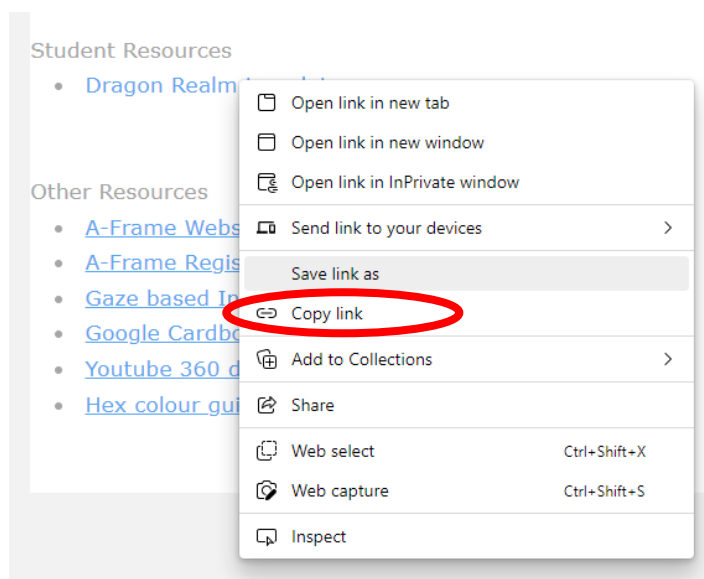 Student Resources
Dragon Realm
Open link in new tab
Open link in new window
Open link in InPrivate window
Other Resources
A-Frame Webs
Send link to your devices
A-Frame Regis
Save link as
Gaze based In
Copy link
Google Cardbo
Youtube 360 d
Add to Collections
Hex colour gui
Share
Web select Ctrl+Shift+X
Web capture Ctrl+Shift+S
Inspect